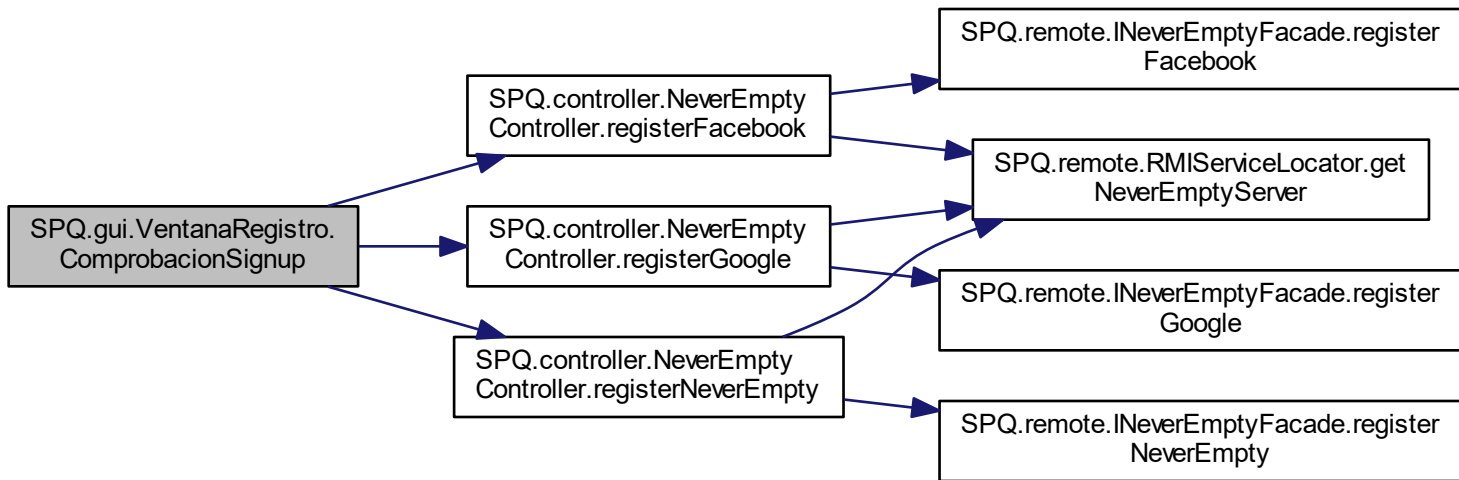 SPQ.gui.VentanaRegistro.
ComprobacionSignup
SPQ.controller.NeverEmpty
Controller.registerFacebook
SPQ.controller.NeverEmpty
Controller.registerGoogle
SPQ.controller.NeverEmpty
Controller.registerNeverEmpty
SPQ.remote.INeverEmptyFacade.register
Facebook
SPQ.remote.RMIServiceLocator.get
NeverEmptyServer
SPQ.remote.INeverEmptyFacade.register
Google
SPQ.remote.INeverEmptyFacade.register
NeverEmpty